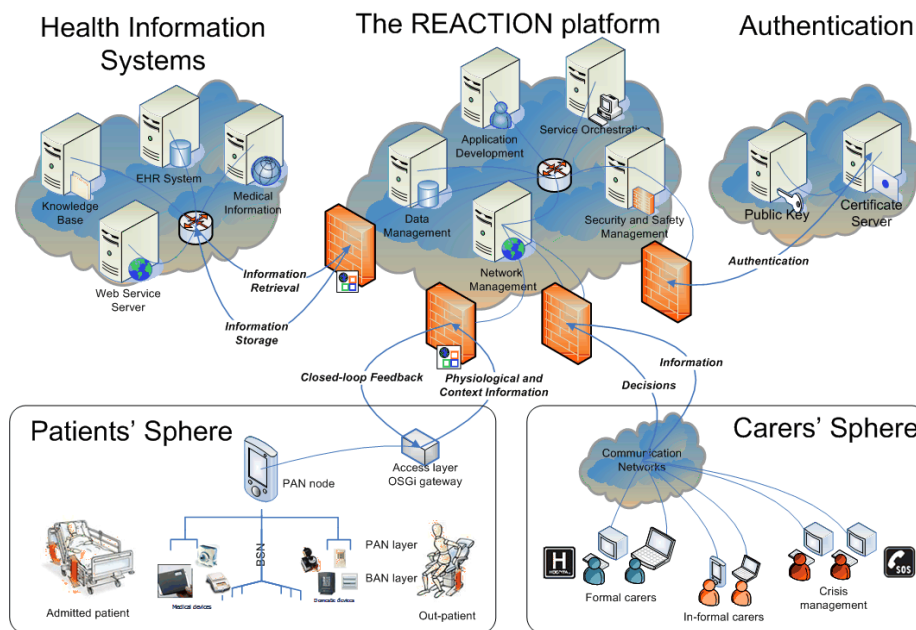 Health Information
Systems
The REACTION platform
Authentication
Knowledge
Base
EHR System
Medical
Information
Web Service
Server
Application
Development
Service Orchestration
Data
Management
Security and Safety
Management
Network
Management
Public Key
Certificate
Server
Information
Retrieval
Information
Storage
Authentication
Closed-loop Feedback
Physiological and
Context Information
Information
Decisions
Patients' Sphere
PAN node
Access layer
OSGi gateway
BSN
PAN layer
BAN layer
Admitted patient
Medical devices
Domestic devices
Out-patient
Carers' Sphere
Communication
Networks
H
HOSPITAL
Formal carers
In-formal carers
Crisis
management
SOS